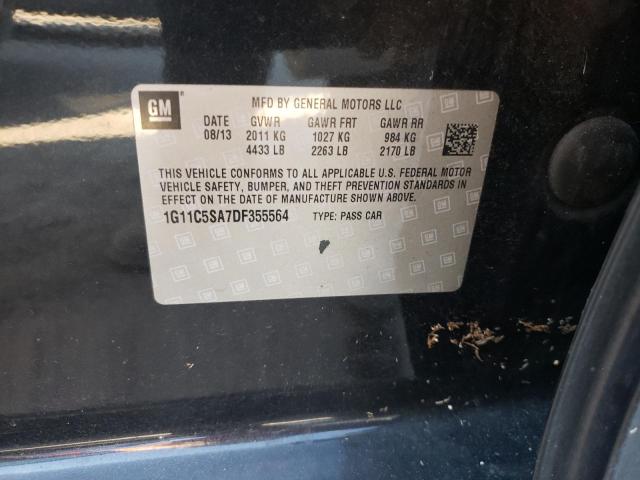 GM
MFD BY GENERAL MOTORS LLC
DATE GVWR GAWR FRT GAWR RR
08/13 2011 KG 1027 KG 984 KG
4433 LB 2263 LB 2170 LB
THIS VEHICLE CONFORMS TO ALL APPLICABLE U.S. FEDERAL MOTOR
VEHICLE SAFETY, BUMPER, AND THEFT PREVENTION STANDARDS IN
EFFECT ON THE DATE OF MANUFACTURE SHOWN ABOVE.
1G11C5SA7DF355564 TYPE: PASS CAR